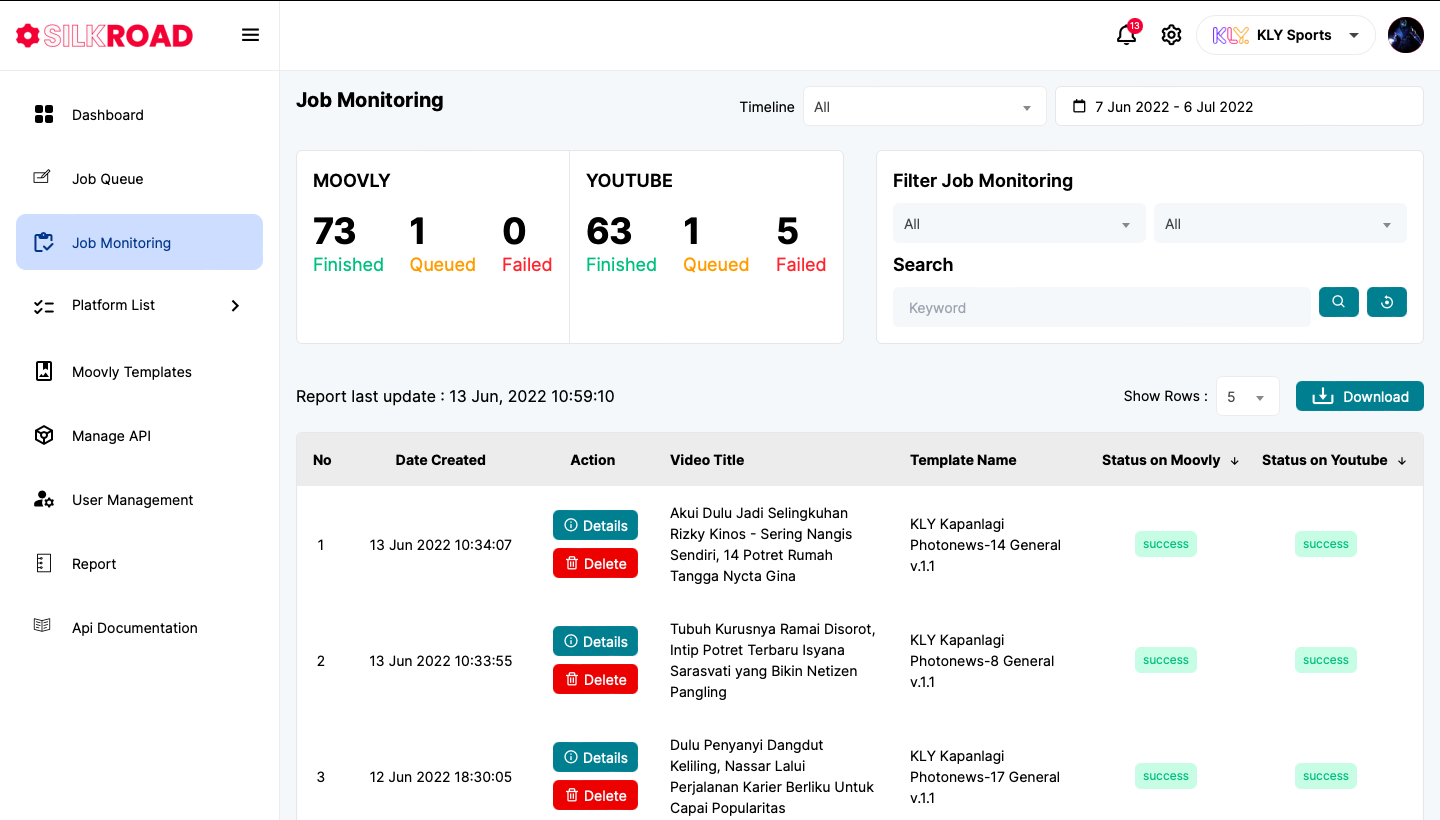 SILKROAD
13
KLY KLY Sports
Dashboard
Job Queue
Job Monitoring
Platform List
Moovly Templates
Manage API
User Management
Report
Api Documentation
Job Monitoring
Timeline All 7 Jun 2022 - 6 Jul 2022
MOOVLY
73 1 0
Finished Queued Failed
YOUTUBE
63 1 5
Finished Queued Failed
Filter Job Monitoring
All All
Search
Keyword
Report last update : 13 Jun, 2022 10:59:10
Show Rows : 5 Download
No Date Created Action Video Title Template Name Status on Moovly ↓ Status on Youtube ↓
1 13 Jun 2022 10:34:07
Details
Delete
Akui Dulu Jadi Selingkuhan
Rizky Kinos - Sering Nangis
Sendiri, 14 Potret Rumah
Tangga Nycta Gina
KLY Kapanlagi
Photonews-14 General
v.1.1
success success
2 13 Jun 2022 10:33:55
Details
Delete
Tubuh Kurusnya Ramai Disorot,
Intip Potret Terbaru Isyana
Sarasvati yang Bikin Netizen
Pangling
KLY Kapanlagi
Photonews-8 General
v.1.1
success success
3 12 Jun 2022 18:30:05
Details
Delete
Dulu Penyanyi Dangdut
Keliling, Nassar Lalui
Perjalanan Karier Berliku Untuk
Capai Popularitas
KLY Kapanlagi
Photonews-17 General
v.1.1
success success